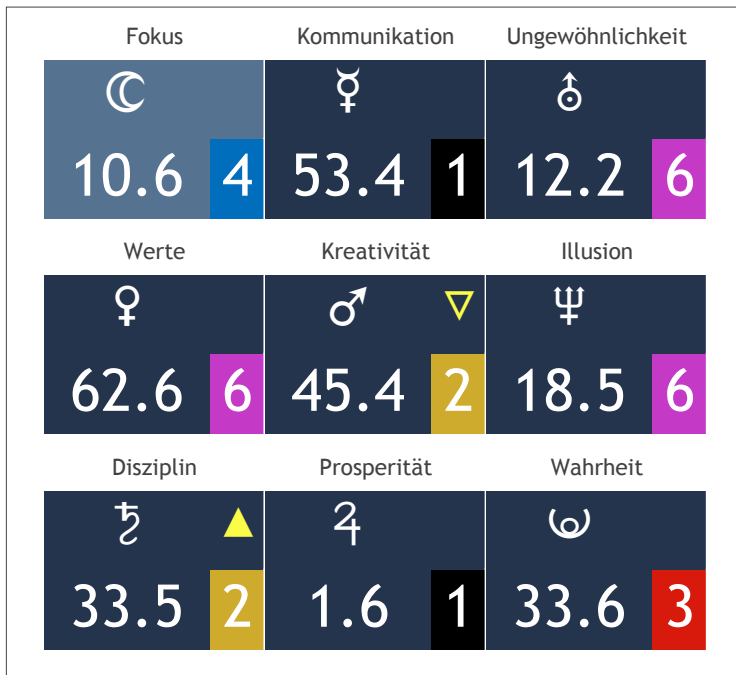 Fokus Kommunikation Ungewöhnlichkeit
☾ ☿ ⛢
10.6 4 53.4 1 12.2 6
Werte Kreativität Illusion
♀ ♂ ▽ ♆
62.6 6 45.4 2 18.5 6
Disziplin Prosperität Wahrheit
♄ ▲ ♃
33.5 2 1.6 1 33.6 3